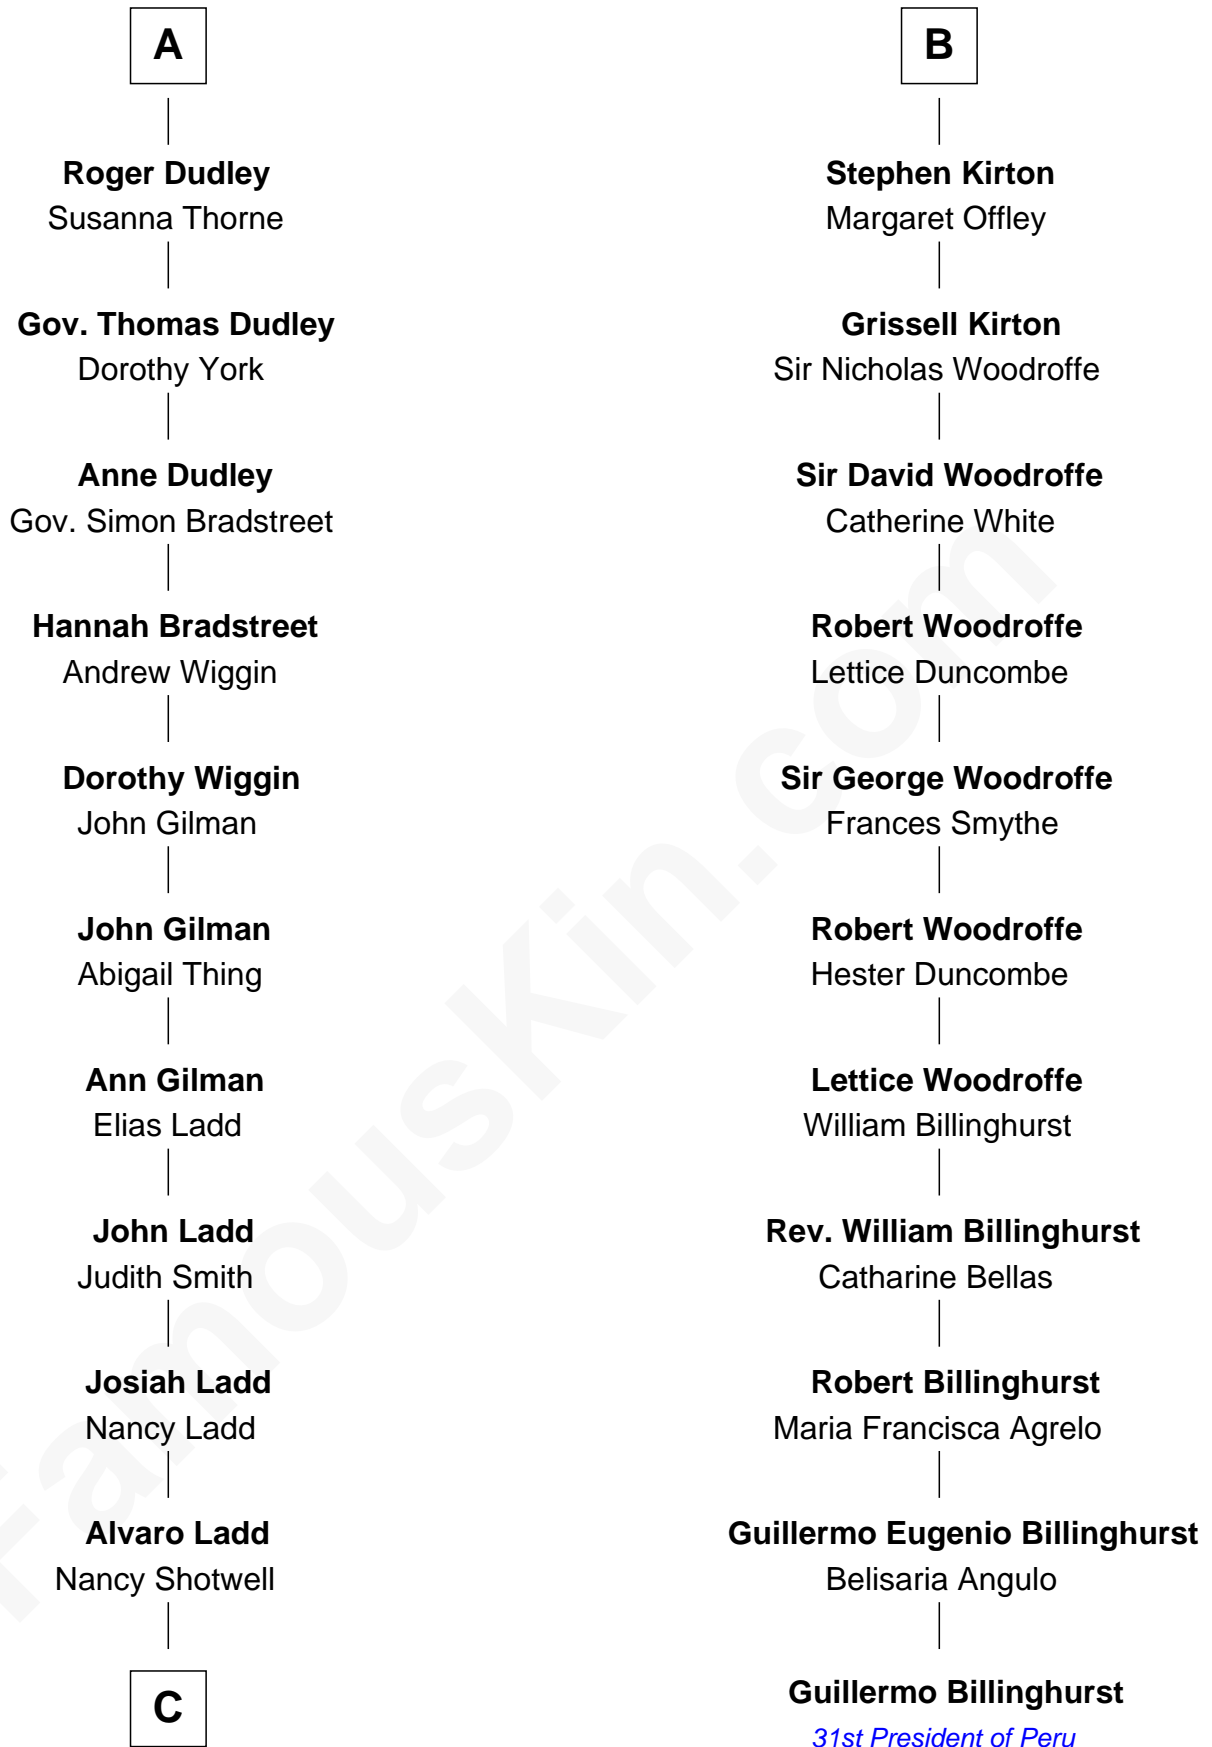 A
Roger Dudley
Susanna Thorne
Gov. Thomas Dudley
Dorothy York
Anne Dudley
Gov. Simon Bradstreet
Hannah Bradstreet
Andrew Wiggin
Dorothy Wiggin
John Gilman
John Gilman
Abigail Thing
Ann Gilman
Elias Ladd
John Ladd
Judith Smith
Josiah Ladd
Nancy Ladd
Alvaro Ladd
Nancy Shotwell
C
B
Stephen Kirton
Margaret Offley
Grissell Kirton
Sir Nicholas Woodroffe
Sir David Woodroffe
Catherine White
Robert Woodroffe
Lettice Duncombe
Sir George Woodroffe
Frances Smythe
Robert Woodroffe
Hester Duncombe
Lettice Woodroffe
William Billinghurst
Rev. William Billinghurst
Catharine Bellas
Robert Billinghurst
Maria Francisca Agrelo
Guillermo Eugenio Billinghurst
Belisaria Angulo
Guillermo Billinghurst
31st President of Peru
FamousKin.com